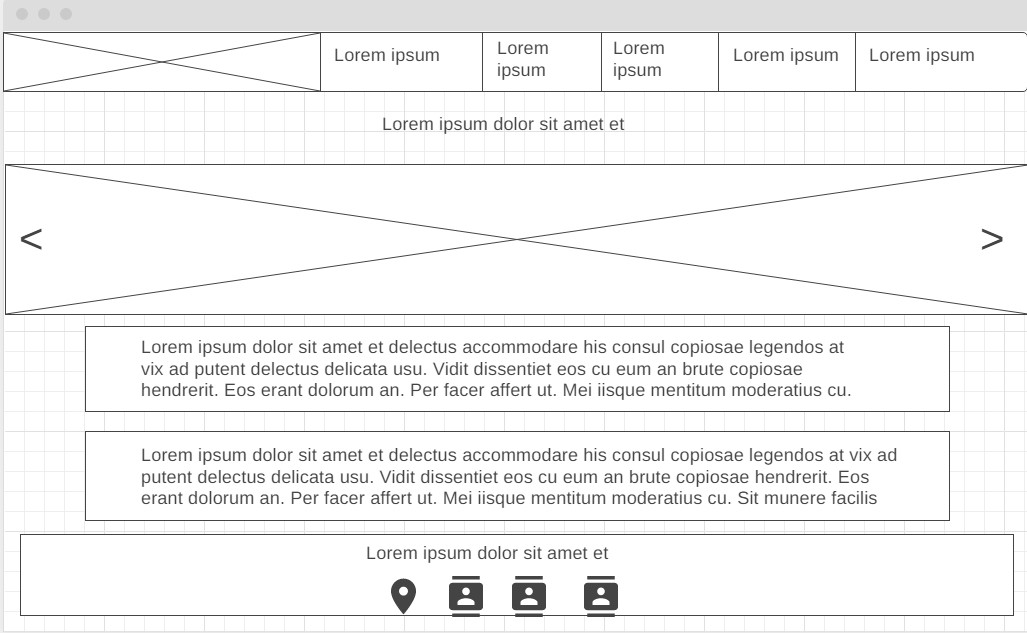 Lorem ipsum
Lorem
ipsum
Lorem
ipsum
Lorem ipsum
Lorem ipsum
Lorem ipsum dolor sit amet et
<
>
Lorem ipsum dolor sit amet et delectus accommodare his consul copiosae legendos at
vix ad putent delectus delicata usu. Vidit dissentiet eos cu eum an brute copiosae
hendrerit. Eos erant dolorum an. Per facer affert ut. Mei iisque mentitum moderatius cu.
Lorem ipsum dolor sit amet et delectus accommodare his consul copiosae legendos at vix ad
putent delectus delicata usu. Vidit dissentiet eos cu eum an brute copiosae hendrerit. Eos
erant dolorum an. Per facer affert ut. Mei iisque mentitum moderatius cu. Sit munere facilis
Lorem ipsum dolor sit amet et